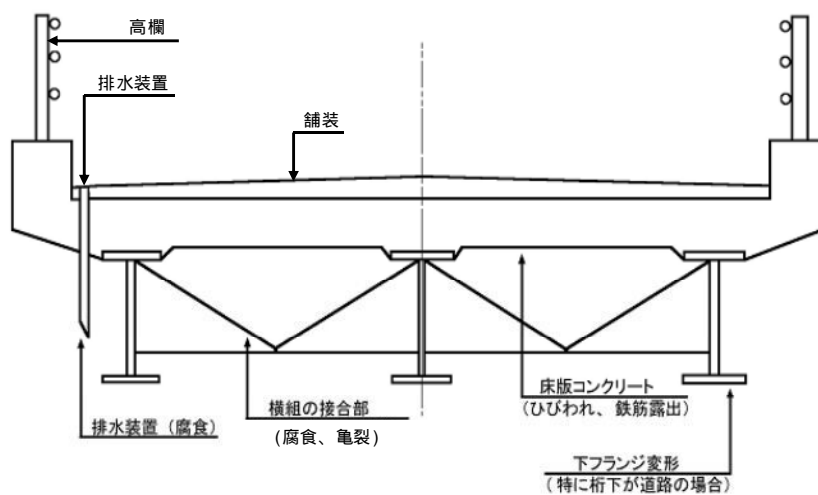 高欄
排水装置
舗装
床版コンクリート
(ひびわれ、鉄筋露出)
横組の接合部
(腐食、亀裂)
排水装置(腐食)
下フランジ変形
(特に桁下が道路の場合)